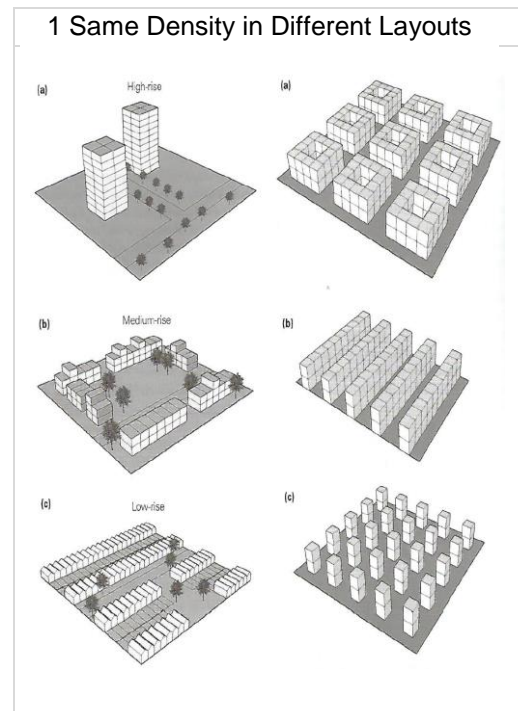 1 Same Density in Different Layouts
(a)
High-rise
(a)
(b)
Medium-rise
(b)
(c)
Low-rise
(c)